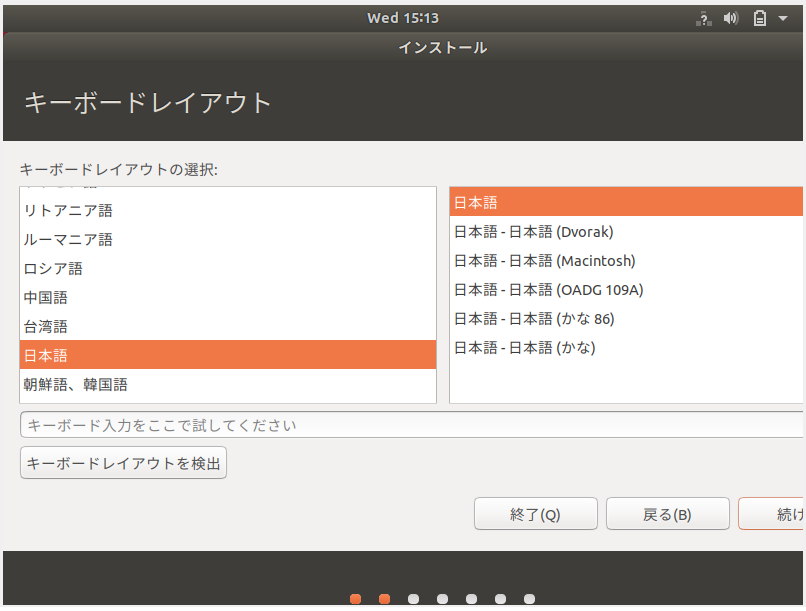 Wed 15:13
インストール
キーボードレイアウト
キーボードレイアウトの選択:
リトアニア語
ルーマニア語
ロシア語
中国語
台湾語
日本語
朝鮮語、韓国語
日本語
日本語 - 日本語 (Dvorak)
日本語 - 日本語 (Macintosh)
日本語 - 日本語 (OADG 109A)
日本語 - 日本語 (かな 86)
日本語 - 日本語 (かな)
キーボード入力をここで試してください
キーボードレイアウトを検出
終了(Q)
戻る(B)
続け